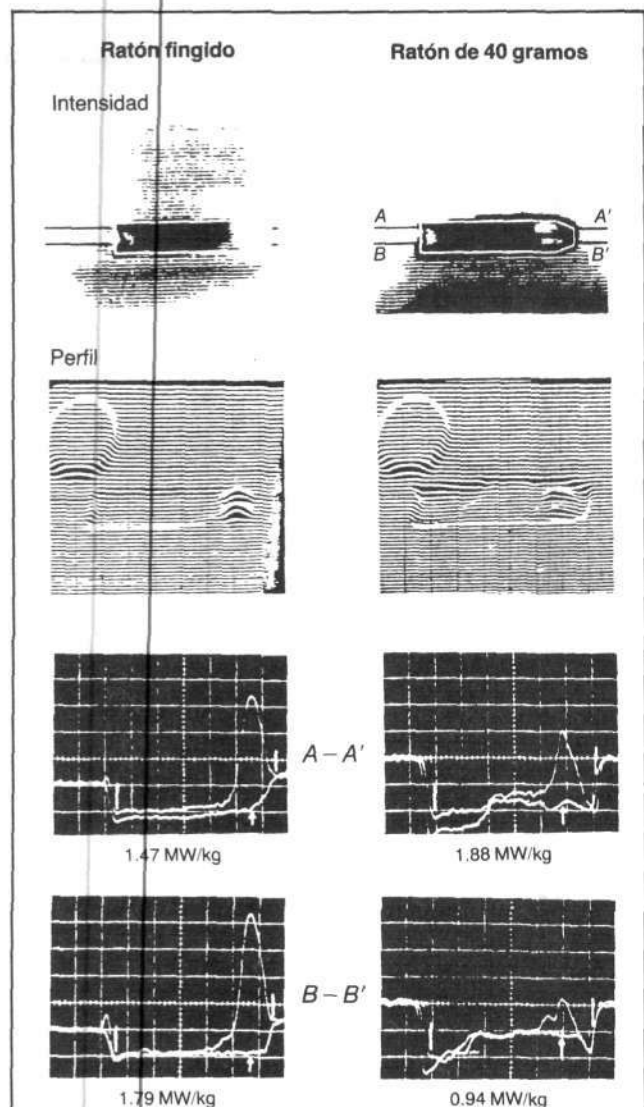 Ratón fingido
Ratón de 40 gramos
Intensidad
A
A'
B
B'
Perfil
A-A'
1.47 MW/kg
1.88 MW/kg
B-B'
1.79 MW/kg
0.94 MW/kg